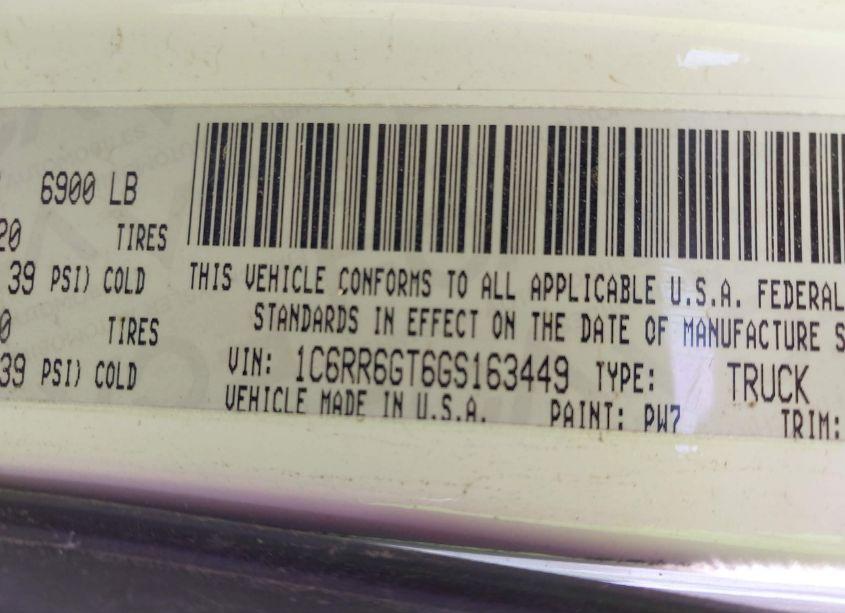 6900 LB
20 TIRES
39 PSI) COLD
0 TIRES
39 PSI) COLD
THIS VEHICLE CONFORMS TO ALL APPLICABLE U.S.A. FEDERAL
STANDARDS IN EFFECT ON THE DATE OF MANUFACTURE S
VIN: 1C6RR6GT6GS163449 TYPE: TRUCK
VEHICLE MADE IN U.S.A. PAINT: PW7 TRIM: